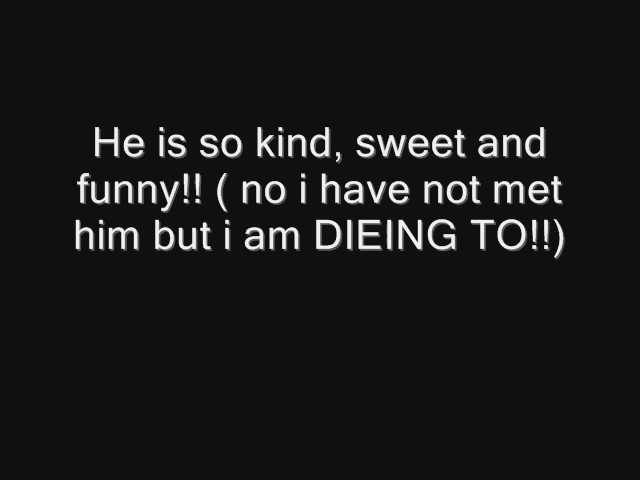 He is so kind, sweet and
funny!! ( no i have not met
him but i am DIEING TO!!)